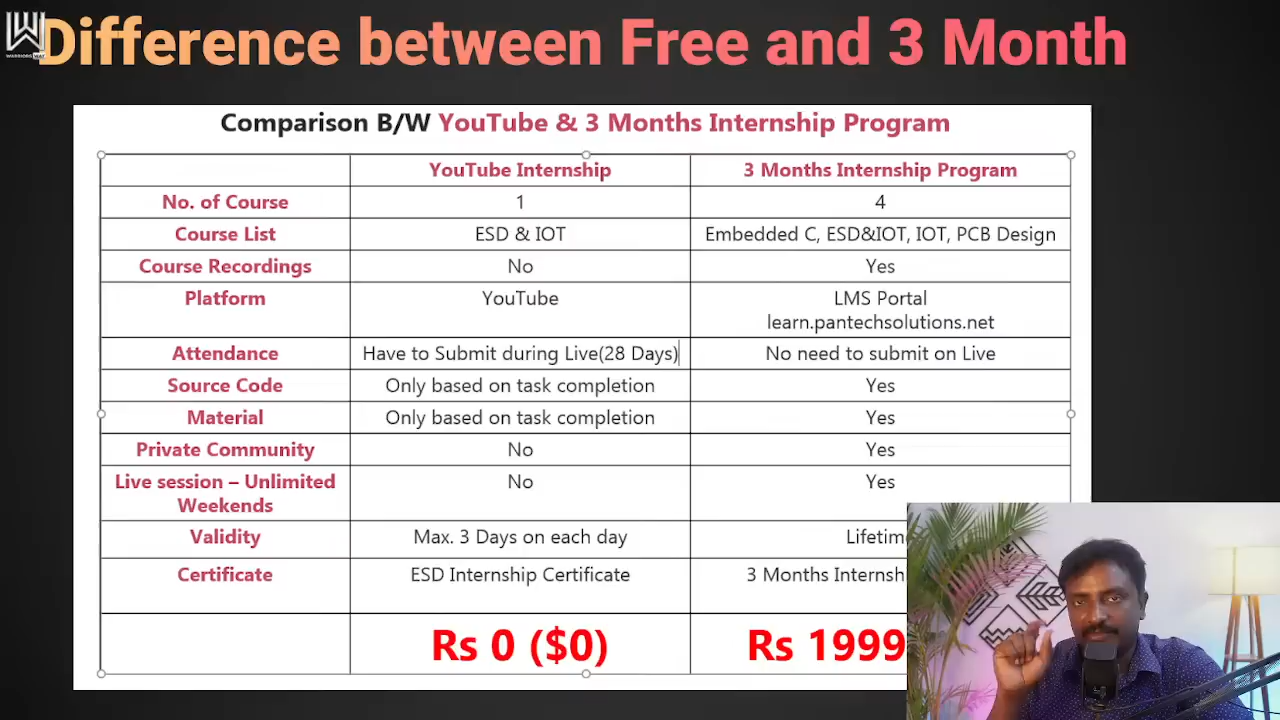 Difference between Free and 3 Month
Comparison B/W YouTube & 3 Months Internship Program
YouTube Internship 3 Months Internship Program
No. of Course 1 4
Course List ESD & IOT Embedded C, ESD&IOT, IOT, PCB Design
Course Recordings No Yes
Platform YouTube LMS Portal
learn.pantechsolutions.net
Attendance Have to Submit during Live(28 Days) No need to submit on Live
Source Code Only based on task completion Yes
Material Only based on task completion Yes
Private Community No Yes
Live session – Unlimited No Yes
Weekends
Validity Max. 3 Days on each day
Certificate ESD Internship Certificate 3 Months
Rs 0 ($0) Rs 1999